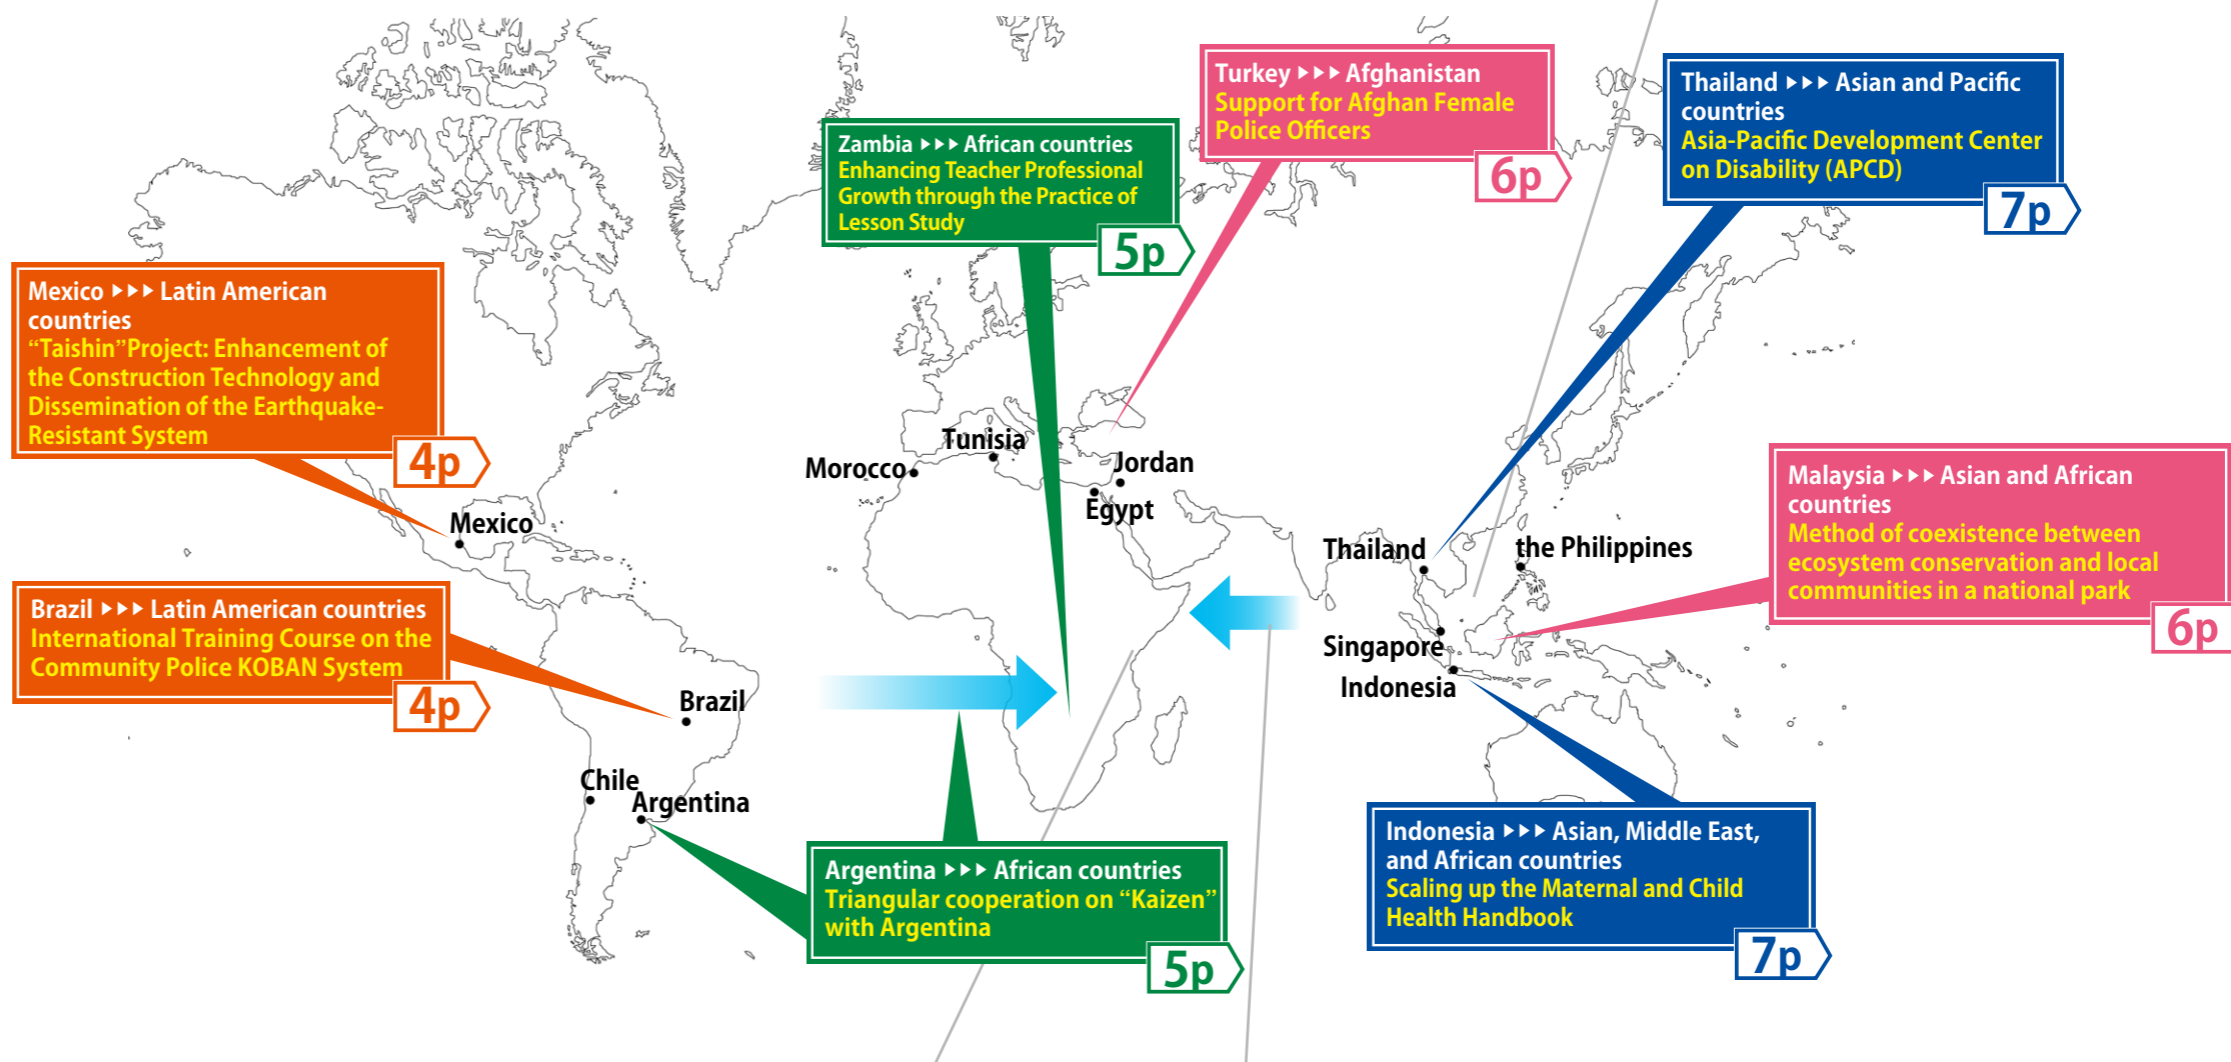 Turkey ▸▸▸ Afghanistan
Support for Afghan Female
Police Officers
6p
Thailand ▸▸▸ Asian and Pacific
countries
Asia-Pacific Development Center
on Disability (APCD)
7p
Zambia ▸▸▸ African countries
Enhancing Teacher Professional
Growth through the Practice of
Lesson Study
5p
Mexico ▸▸▸ Latin American
countries
“Taishin”Project: Enhancement of
the Construction Technology and
Dissemination of the Earthquake-
Resistant System
4p
Tunisia
Morocco
Jordan
Egypt
Mexico
Thailand
the Philippines
Malaysia ▸▸▸ Asian and African
countries
Method of coexistence between
ecosystem conservation and local
communities in a national park
6p
Brazil ▸▸▸ Latin American countries
International Training Course on the
Community Police KOBAN System
4p
Singapore
Indonesia
Brazil
Chile
Argentina
Argentina ▸▸▸ African countries
Triangular cooperation on “Kaizen”
with Argentina
5p
Indonesia ▸▸▸ Asian, Middle East,
and African countries
Scaling up the Maternal and Child
Health Handbook
7p